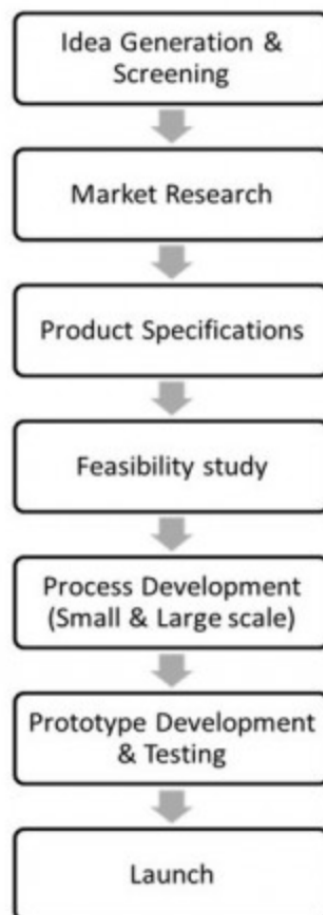 Idea Generation &
Screening
Market Research
Product Specifications
Feasibility study
Process Development
(Small & Large scale)
Prototype Development
& Testing
Launch